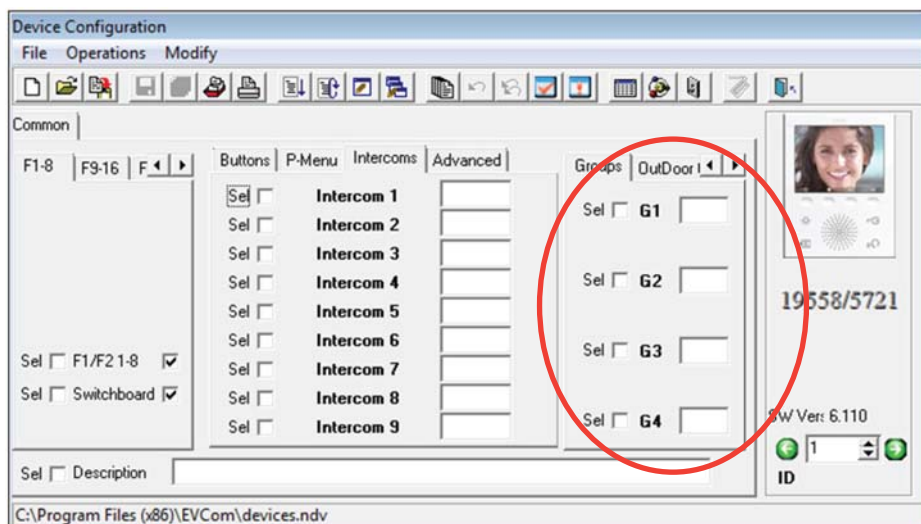 Device Configuration
File Operations Modify
Common
F1-8 F9-16 F
Buttons P-Menu Intercoms Advanced
Groups OutDoor
Sel Intercom 1
Sel Intercom 2
Sel Intercom 3
Sel Intercom 4
Sel Intercom 5
Sel Intercom 6
Sel Intercom 7
Sel Intercom 8
Sel Intercom 9
Sel G1
Sel G2
Sel G3
Sel G4
Sel F1/F2 1-8
Sel Switchboard
19558/5721
SW Vers 6.110
1
ID
Sel Description
C:\Program Files (x86)\EVCom\devices.ndv